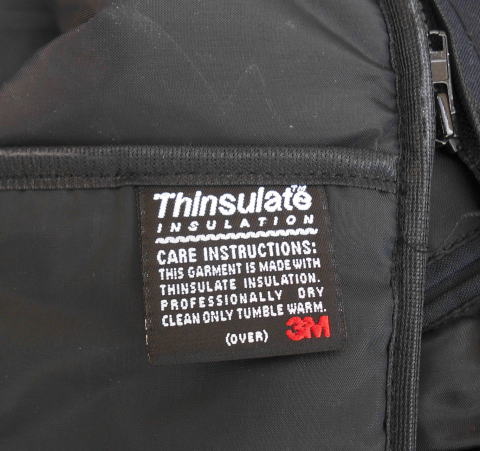 Thinsulate™
INSULATION
CARE INSTRUCTIONS:
THIS GARMENT IS MADE WITH
THINSULATE INSULATION.
PROFESSIONALLY DRY
CLEAN ONLY TUMBLE WARM.
(OVER) 3M